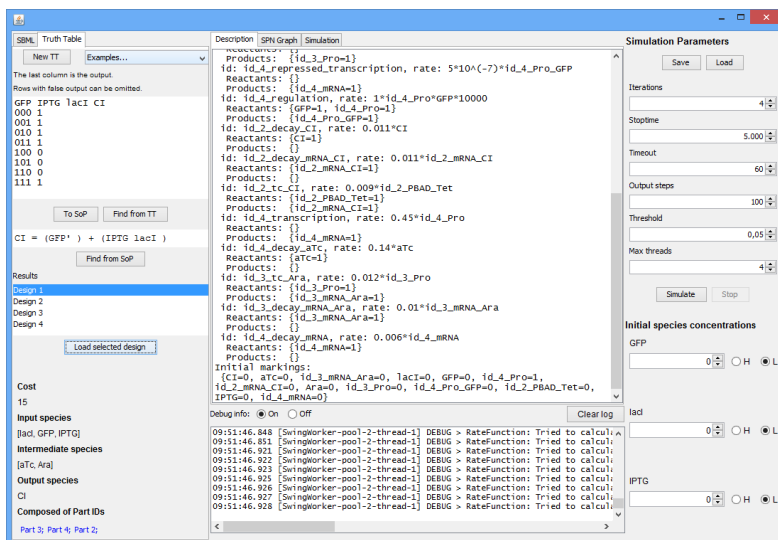 SBML Truth Table
New TT Examples...
The last column is the output.
Rows with false output can be omitted.
GFP IPTG lacI CI
000 1
001 1
010 1
011 1
100 0
101 0
110 0
111 1
To SoP Find from TT
CI = (GFP' ) + (IPTG lacI )
Find from SoP
Results
Design 1
Design 2
Design 3
Design 4
Load selected design
Cost
15
Input species
[lacI, GFP, IPTG]
Intermediate species
[aTc, Ara]
Output species
CI
Composed of Part IDs
Part 3; Part 4; Part 2;
Description SPN Graph Simulation
Reactants: {}
Products: {id_3_Pro=1}
id: id_4_repressed_transcription, rate: 5*10^(-7)*id_4_Pro_GFP
Reactants: {}
Products: {id_4_mRNA=1}
id: id_4_regulation, rate: 1*id_4_Pro*GFP*10000
Reactants: {GFP=1, id_4_Pro=1}
Products: {id_4_Pro_GFP=1}
id: id_2_decay_CI, rate: 0.011*CI
Reactants: {CI=1}
Products: {}
id: id_2_decay_mRNA_CI, rate: 0.011*id_2_mRNA_CI
Reactants: {id_2_mRNA_CI=1}
Products: {}
id: id_2_tc_CI, rate: 0.009*id_2_PBAD_Tet
Reactants: {id_2_PBAD_Tet=1}
Products: {id_2_mRNA_CI=1}
id: id_4_transcription, rate: 0.45*id_4_Pro
Reactants: {id_4_Pro=1}
Products: {id_4_mRNA=1}
id: id_4_decay_aTc, rate: 0.14*aTc
Reactants: {aTc=1}
Products: {}
id: id_3_tc_Ara, rate: 0.012*id_3_Pro
Reactants: {id_3_Pro=1}
Products: {id_3_mRNA_Ara=1}
id: id_3_decay_mRNA_Ara, rate: 0.01*id_3_mRNA_Ara
Reactants: {id_3_mRNA_Ara=1}
Products: {}
id: id_4_decay_mRNA, rate: 0.006*id_4_mRNA
Reactants: {id_4_mRNA=1}
Products: {}
Initial markings:
{CI=0, aTc=0, id_3_mRNA_Ara=0, lacI=0, GFP=0, id_4_Pro=1,
id_2_mRNA_CI=0, Ara=0, id_3_Pro=0, id_4_Pro_GFP=0, id_2_PBAD_Tet=0,
IPTG=0, id_4_mRNA=0}
Debug info: On Off Clear log
09:51:46.848 [SwingWorker-pool-2-thread-1] DEBUG > RateFunction: Tried to calcula
09:51:46.851 [SwingWorker-pool-2-thread-1] DEBUG > RateFunction: Tried to calcula
09:51:46.921 [SwingWorker-pool-2-thread-1] DEBUG > RateFunction: Tried to calcula
09:51:46.922 [SwingWorker-pool-2-thread-1] DEBUG > RateFunction: Tried to calcula
09:51:46.923 [SwingWorker-pool-2-thread-1] DEBUG > RateFunction: Tried to calcula
09:51:46.925 [SwingWorker-pool-2-thread-1] DEBUG > RateFunction: Tried to calcula
09:51:46.926 [SwingWorker-pool-2-thread-1] DEBUG > RateFunction: Tried to calcula
09:51:46.927 [SwingWorker-pool-2-thread-1] DEBUG > RateFunction: Tried to calcula
09:51:46.928 [SwingWorker-pool-2-thread-1] DEBUG > RateFunction: Tried to calcula
Simulation Parameters
Save Load
Iterations
4
Stoptime
5.000
Timeout
60
Output steps
100
Threshold
0,05
Max threads
4
Simulate Stop
Initial species concentrations
GFP
0 H L
lacI
0 H L
IPTG
0 H L